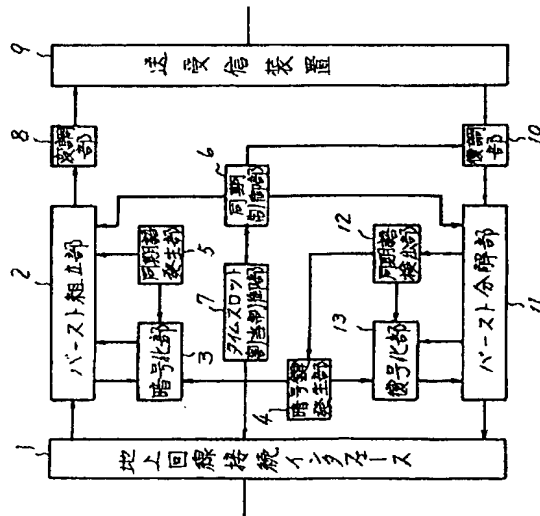 9
送受信装置
8
変調部
10
復調部
6
同期
制御部
2
バースト組立部
5
同期語
発生部
12
同期語
検出部
7
タイムスロット
割当制御部
3
暗号化部
13
復号化部
4
暗号鍵
発生部
11
バースト分解部
1
地上回線接続インタフェース